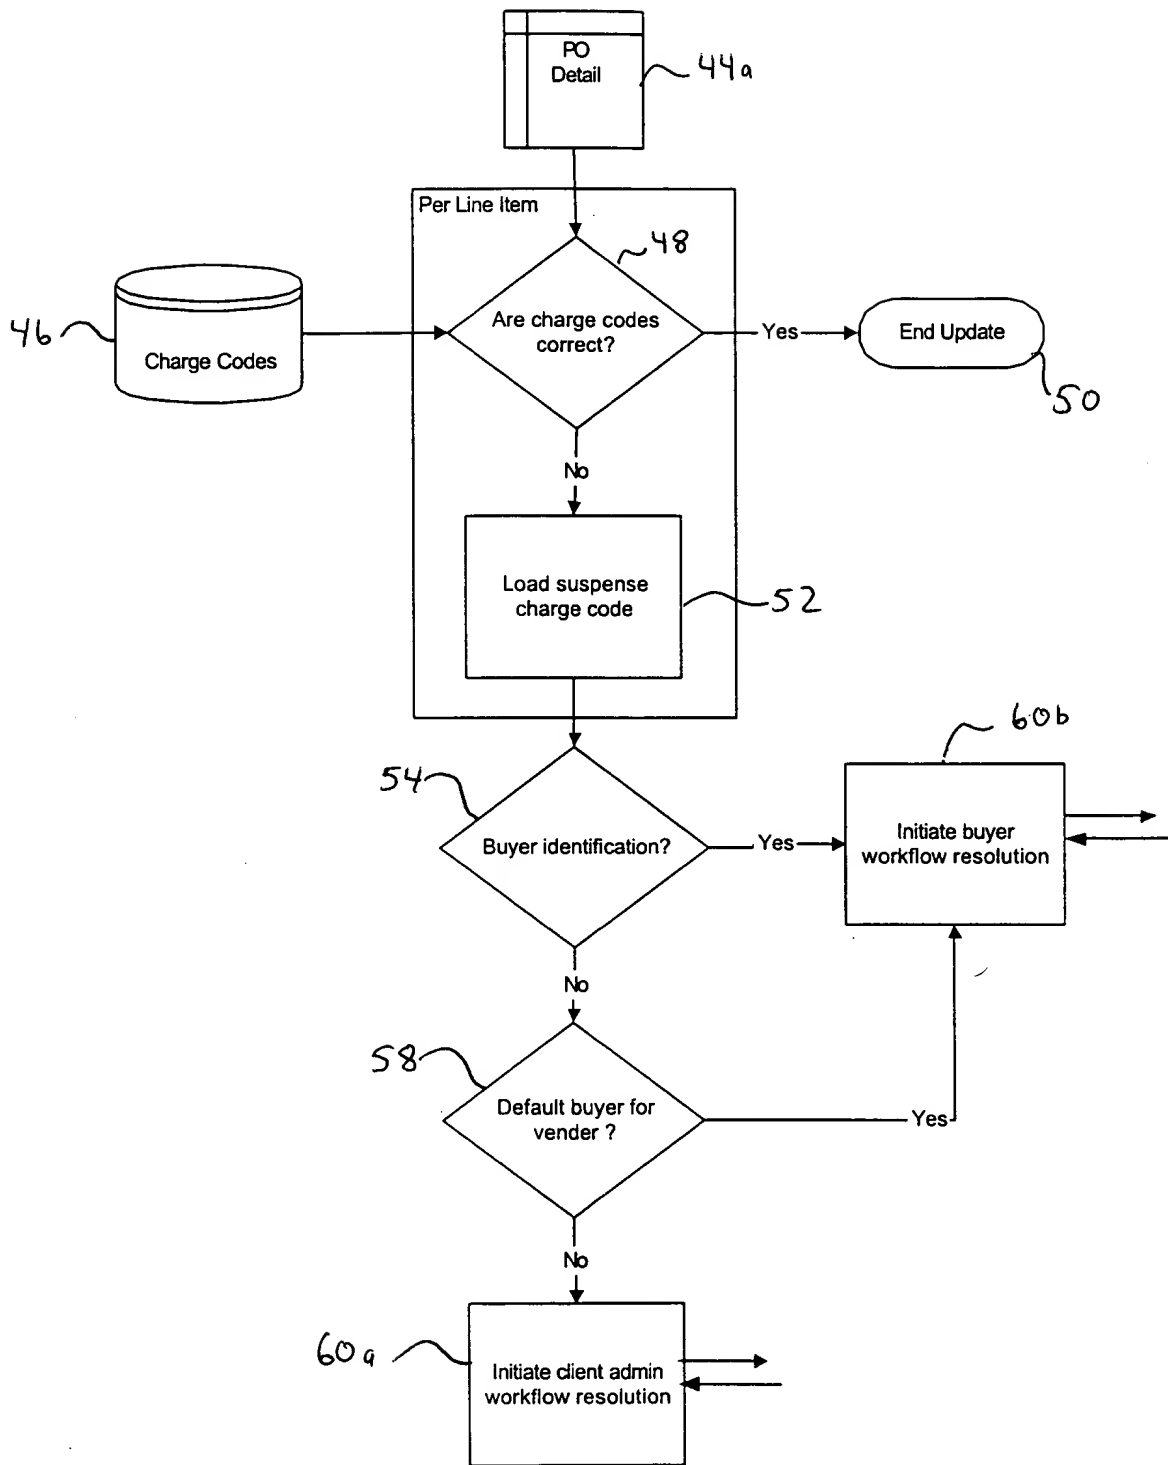 PO
Detail
44a
Per Line Item
48
46
Charge Codes
Are charge codes
correct?
Yes
End Update
50
No
Load suspense
charge code
52
60b
54
Buyer identification?
Yes
Initiate buyer
workflow resolution
No
58
Default buyer for
vender ?
Yes
No
60a
Initiate client admin
workflow resolution